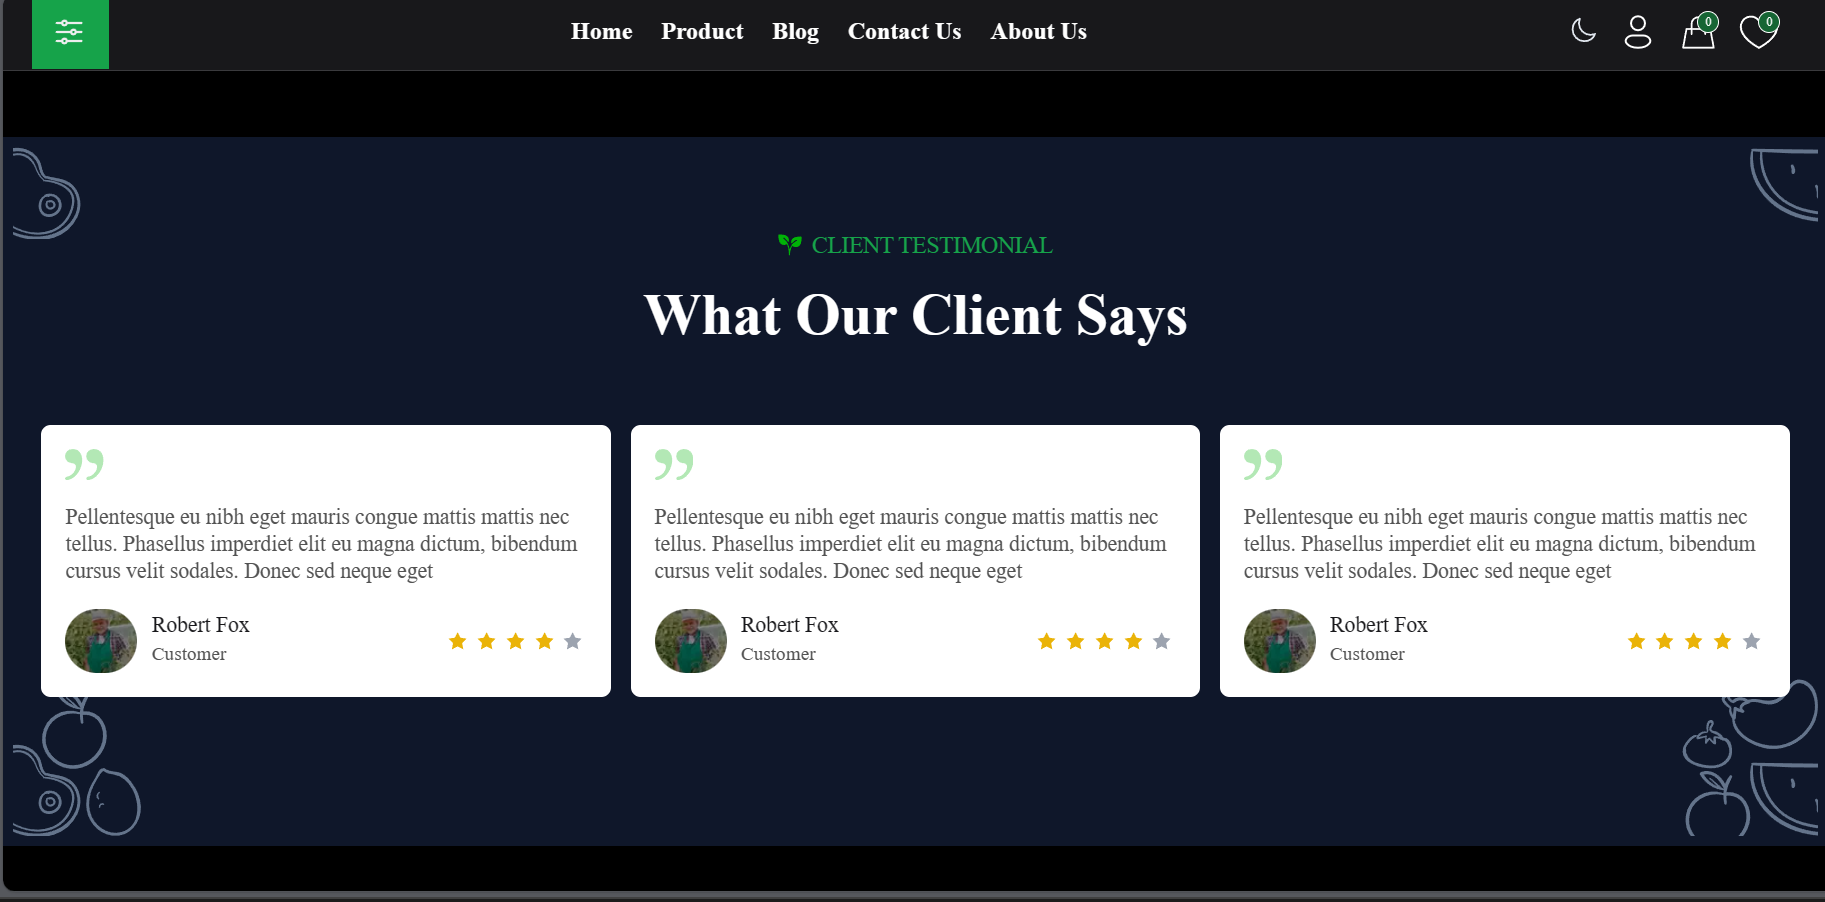 Home Product Blog Contact Us About Us 0 0
CLIENT TESTIMONIAL
What Our Client Says
”
Pellentesque eu nibh eget mauris congue mattis mattis nec
tellus. Phasellus imperdiet elit eu magna dictum, bibendum
cursus velit sodales. Donec sed neque eget
Robert Fox
Customer
”
Pellentesque eu nibh eget mauris congue mattis mattis nec
tellus. Phasellus imperdiet elit eu magna dictum, bibendum
cursus velit sodales. Donec sed neque eget
Robert Fox
Customer
”
Pellentesque eu nibh eget mauris congue mattis mattis nec
tellus. Phasellus imperdiet elit eu magna dictum, bibendum
cursus velit sodales. Donec sed neque eget
Robert Fox
Customer